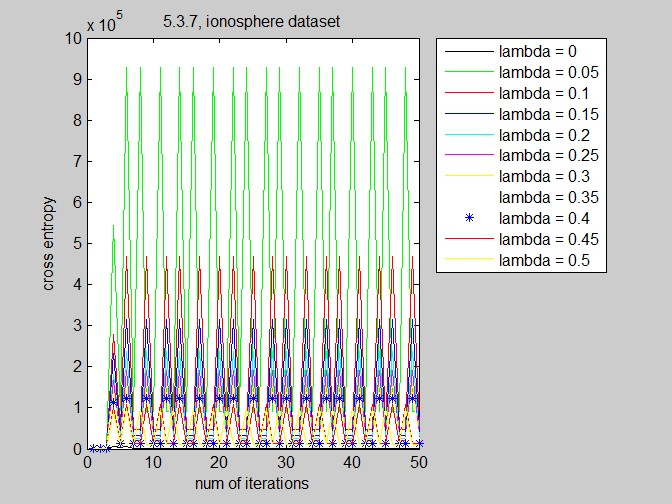 x 10^5
5.3.7, ionosphere dataset
10
9
8
7
6
5
4
3
2
1
0
cross entropy
0 10 20 30 40 50
num of iterations
lambda = 0
lambda = 0.05
lambda = 0.1
lambda = 0.15
lambda = 0.2
lambda = 0.25
lambda = 0.3
lambda = 0.35
lambda = 0.4
lambda = 0.45
lambda = 0.5